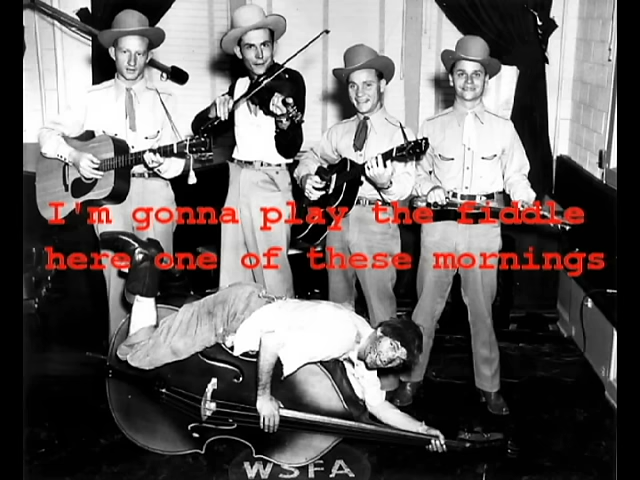 I'm gonna play the fiddle
here one of these mornings
WSFA